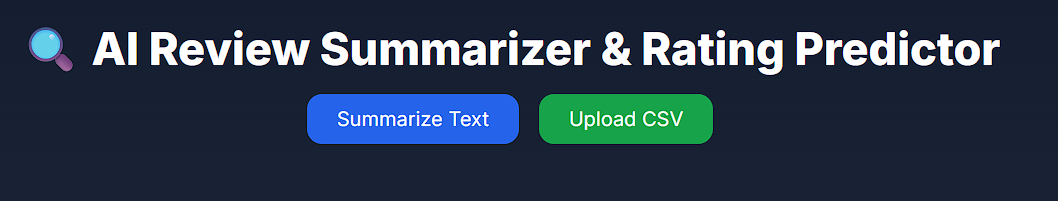 AI Review Summarizer & Rating Predictor
Summarize Text
Upload CSV